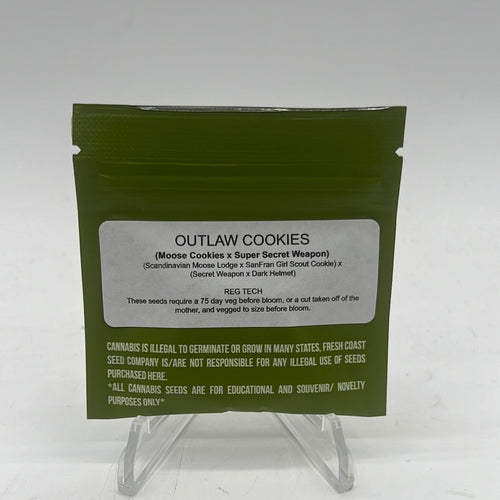 OUTLAW COOKIES
(Moose Cookies x Super Secret Weapon)
(Scandinavian Moose Lodge x SanFran Girl Scout Cookie) x
(Secret Weapon x Dark Helmet)
REG TECH
These seeds require a 75 day veg before bloom, or a cut taken off of the
mother, and vegged to size before bloom.
CANNABIS IS ILLEGAL TO GERMINATE OR GROW IN MANY STATES, FRESH COAST
SEED COMPANY IS/ARE NOT RESPONSIBLE FOR ANY ILLEGAL USE OF SEEDS
PURCHASED HERE.
*ALL CANNABIS SEEDS ARE FOR EDUCATIONAL AND SOUVENIR/ NOVELTY
PURPOSES ONLY*